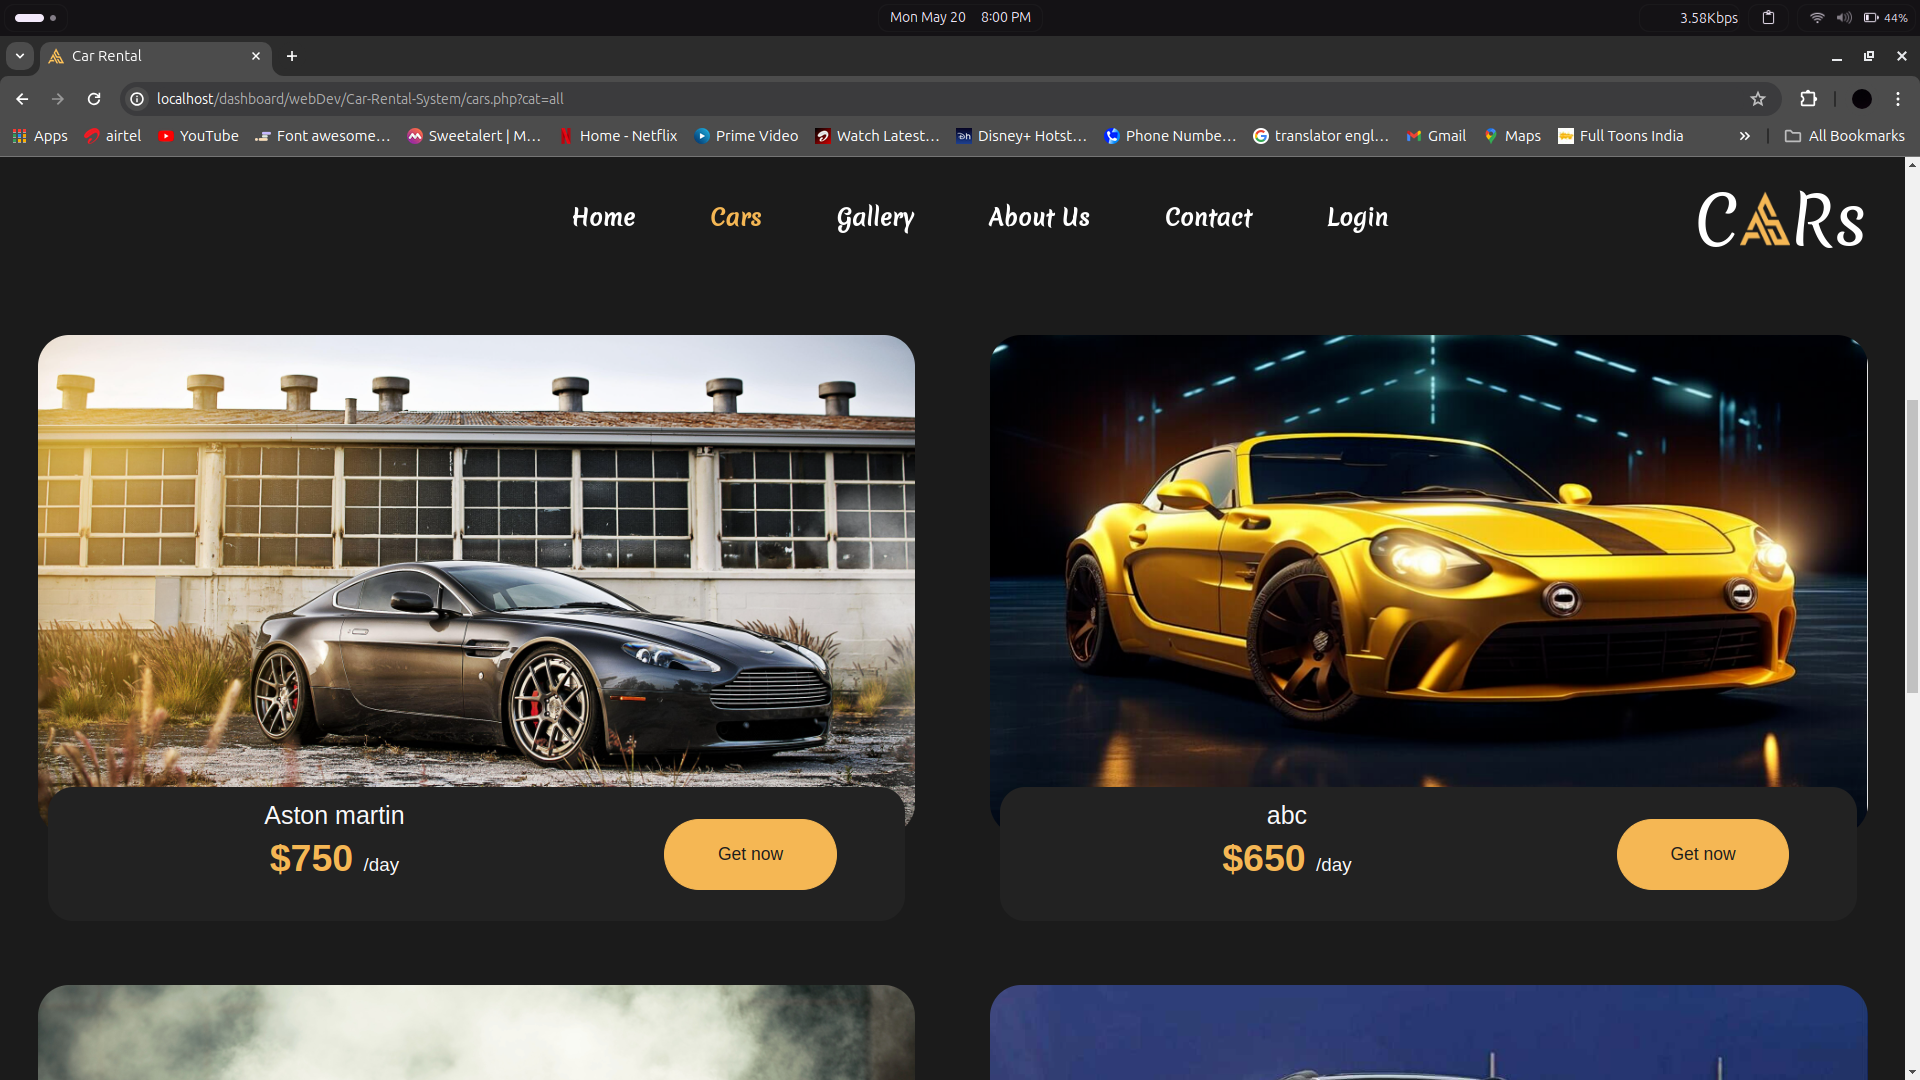 Mon May 20 8:00 PM
3.58Kbps
44%
Car Rental
localhost/dashboard/webDev/Car-Rental-System/cars.php?cat=all
Apps airtel YouTube Font awesome… Sweetalert | M… Home - Netflix Prime Video Watch Latest… Disney+ Hotst… Phone Numbe… translator engl… Gmail Maps Full Toons India » All Bookmarks
Home Cars Gallery About Us Contact Login
CARs
Aston martin
$750 /day
Get now
abc
$650 /day
Get now